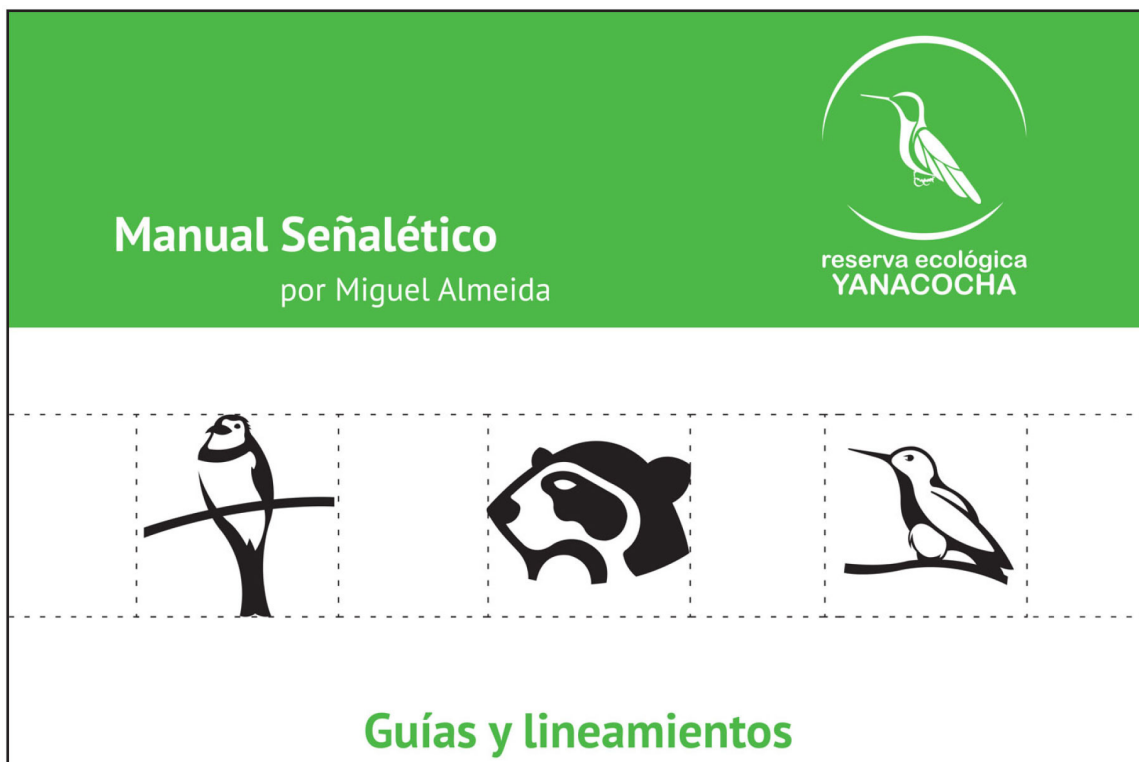 Manual Señalético
por Miguel Almeida
reserva ecológica
YANACOCHA
Guías y lineamientos